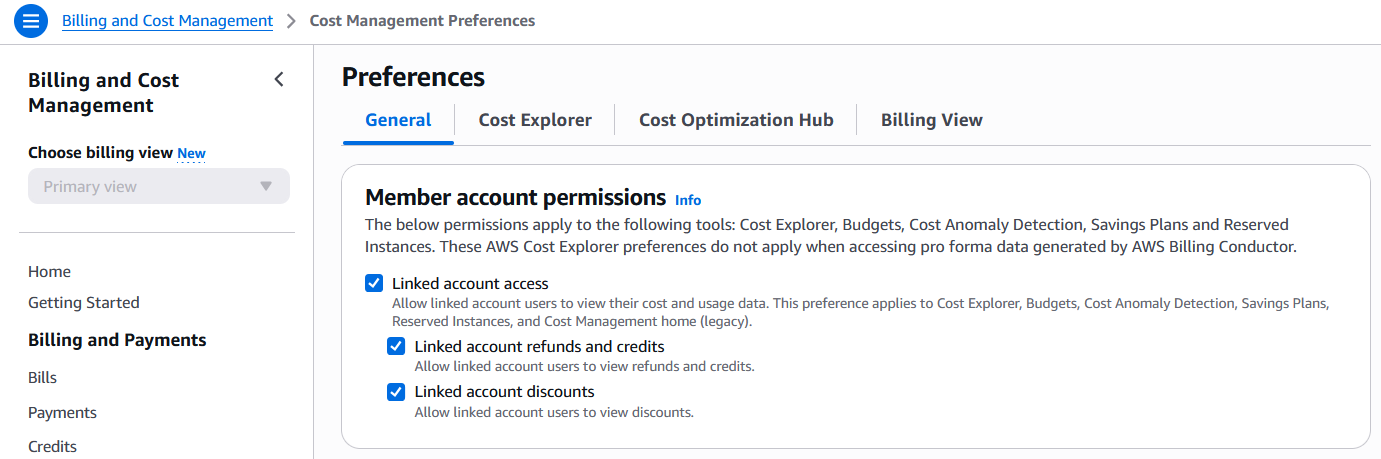 Billing and Cost Management > Cost Management Preferences
Billing and Cost
Management
Choose billing view New
Primary view
Home
Getting Started
Billing and Payments
Bills
Payments
Credits
Preferences
General
Cost Explorer
Cost Optimization Hub
Billing View
Member account permissions Info
The below permissions apply to the following tools: Cost Explorer, Budgets, Cost Anomaly Detection, Savings Plans and Reserved
Instances. These AWS Cost Explorer preferences do not apply when accessing pro forma data generated by AWS Billing Conductor.
Linked account access
Allow linked account users to view their cost and usage data. This preference applies to Cost Explorer, Budgets, Cost Anomaly Detection, Savings Plans,
Reserved Instances, and Cost Management home (legacy).
Linked account refunds and credits
Allow linked account users to view refunds and credits.
Linked account discounts
Allow linked account users to view discounts.